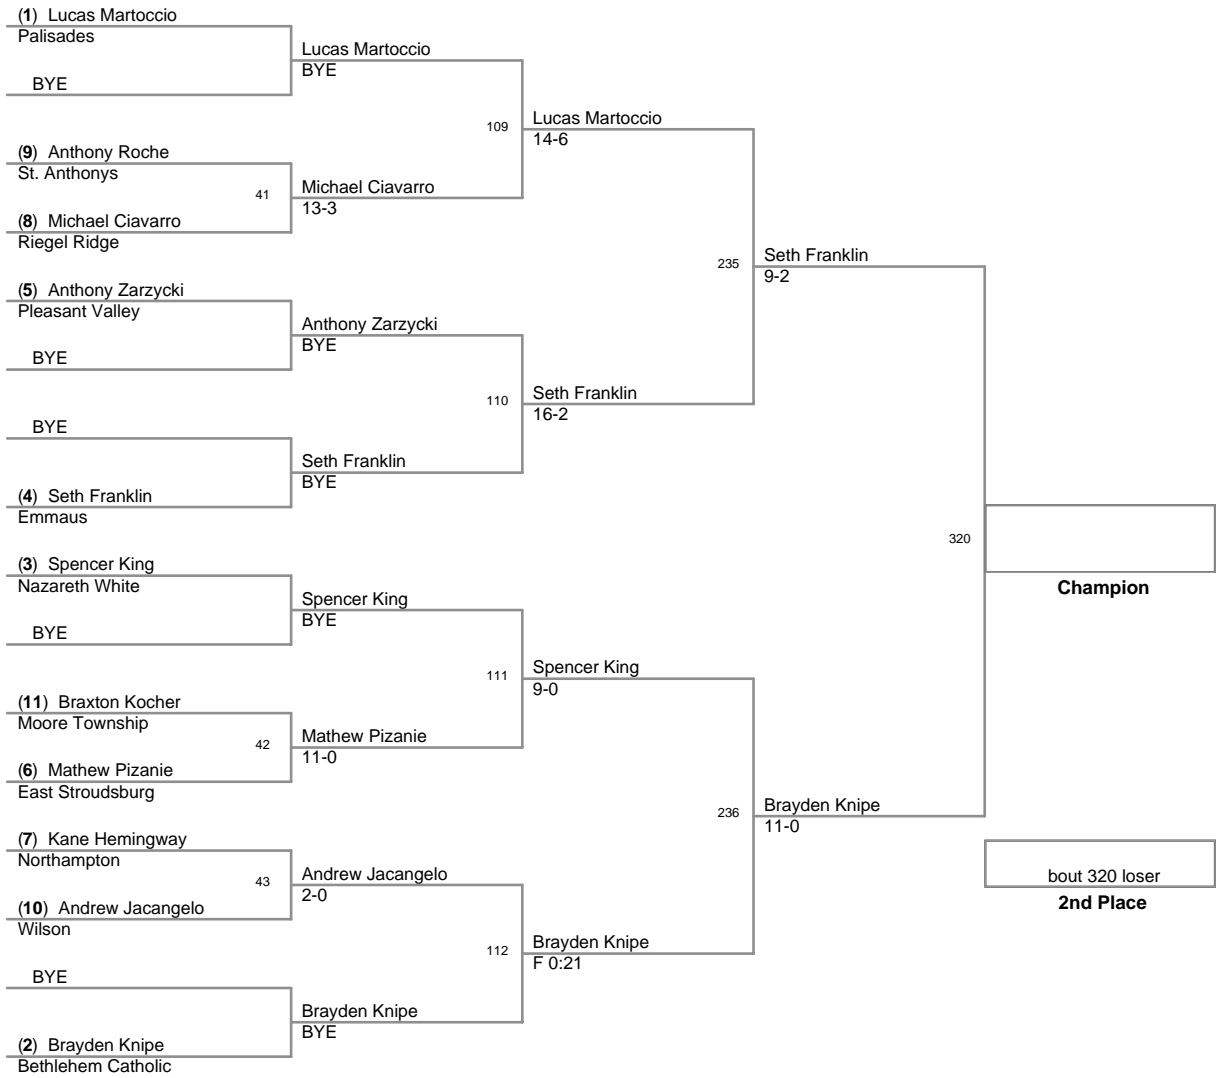 (1) Lucas Martoccio
Palisades
BYE
(9) Anthony Roche
St. Anthonys
(8) Michael Ciavarro
Riegel Ridge
(5) Anthony Zarzycki
Pleasant Valley
BYE
BYE
(4) Seth Franklin
Emmaus
(3) Spencer King
Nazareth White
BYE
(11) Braxton Kocher
Moore Township
(6) Mathew Pizanie
East Stroudsburg
(7) Kane Hemingway
Northampton
(10) Andrew Jacangelo
Wilson
BYE
(2) Brayden Knipe
Bethlehem Catholic
41
42
43
Lucas Martoccio
BYE
Michael Ciavarro
13-3
Anthony Zarzycki
BYE
Seth Franklin
BYE
Spencer King
BYE
Mathew Pizanie
11-0
Andrew Jacangelo
2-0
Brayden Knipe
BYE
109
110
111
112
Lucas Martoccio
14-6
Seth Franklin
16-2
Spencer King
9-0
Brayden Knipe
F 0:21
235
236
Seth Franklin
9-2
Brayden Knipe
11-0
320
Champion
bout 320 loser
2nd Place